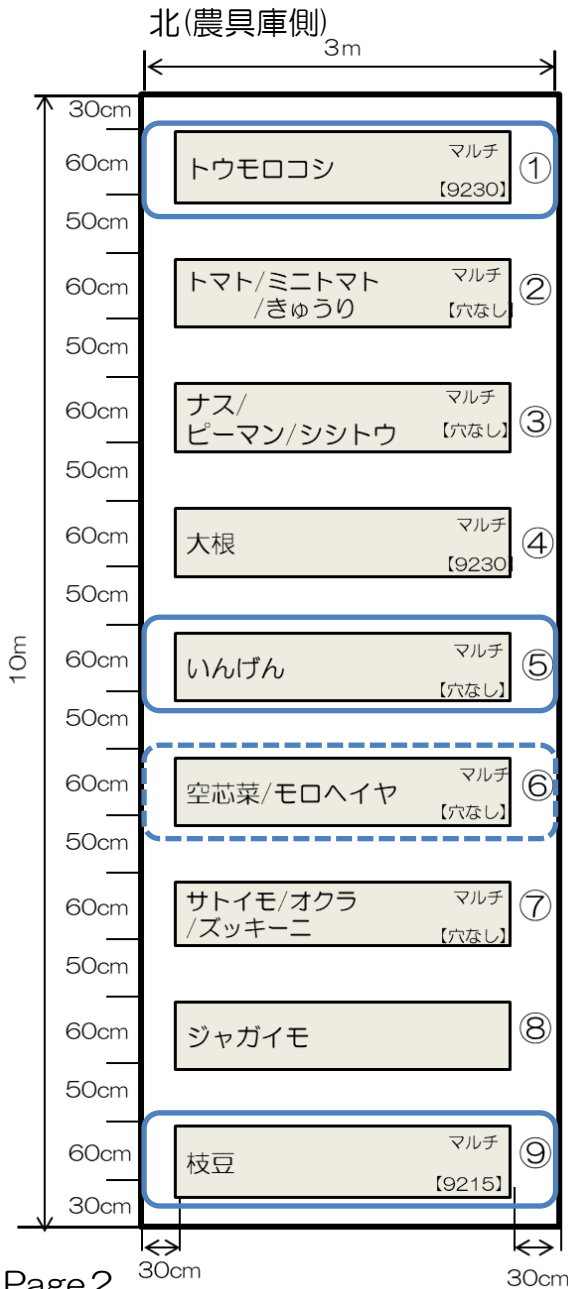 北(農具庫側)
3m
30cm
60cm
トウモロコシ
マルチ
【9230】
①
50cm
60cm
トマト/ミニトマト
/きゅうり
マルチ
【穴なし】
②
50cm
60cm
ナス/
ピーマン/シシトウ
マルチ
【穴なし】
③
50cm
60cm
大根
マルチ
【9230】
④
50cm
10m
60cm
いんげん
マルチ
【穴なし】
⑤
50cm
60cm
空芯菜/モロヘイヤ
マルチ
【穴なし】
⑥
50cm
60cm
サトイモ/オクラ
/ズッキーニ
マルチ
【穴なし】
⑦
50cm
60cm
ジャガイモ
⑧
50cm
60cm
枝豆
マルチ
【9215】
⑨
30cm
30cm
30cm
Page2